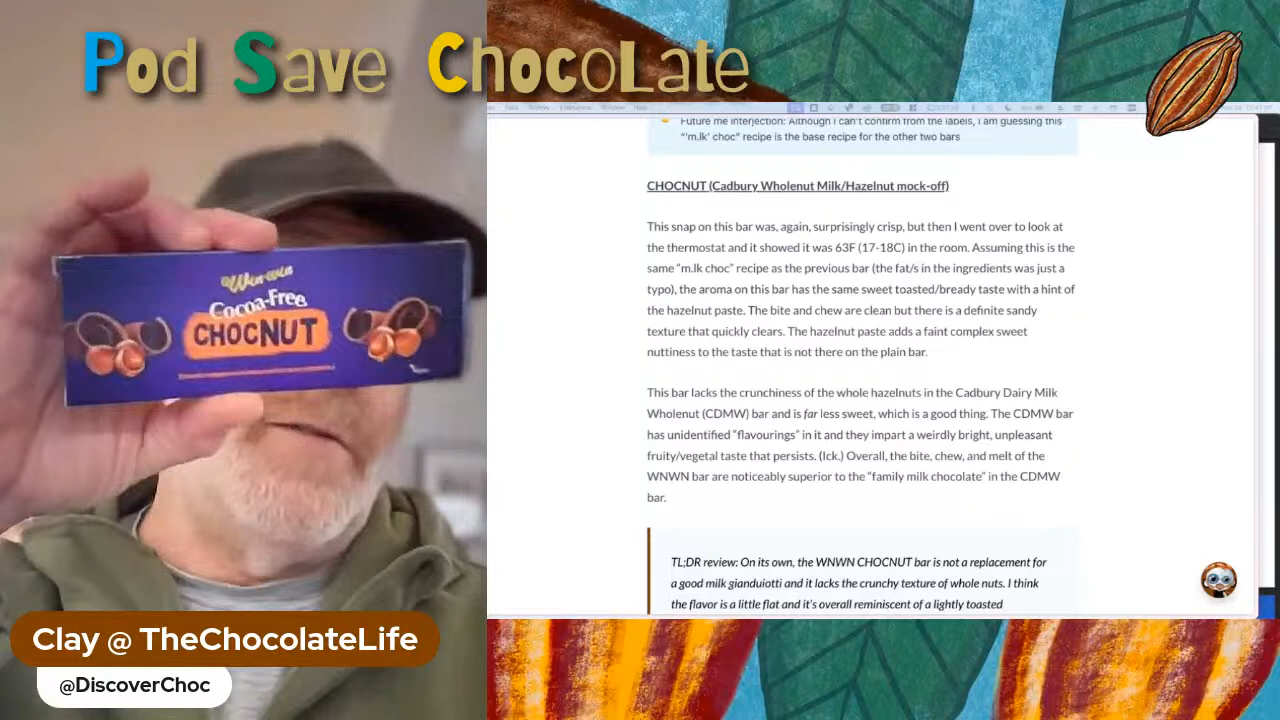 Pod Save Chocolate
Cocoa-Free
CHOCNUT
Clay @ TheChocolateLife
@DiscoverChoc
Future me interjection: Although I can't confirm from the labels, I am guessing this
"'m.lk' choc" recipe is the base recipe for the other two bars
CHOCNUT (Cadbury Wholenut Milk/Hazelnut mock-off)
This snap on this bar was, again, surprisingly crisp, but then I went over to look at
the thermostat and it showed it was 63F (17-18C) in the room. Assuming this is the
same "m.lk choc" recipe as the previous bar (the fat/s in the ingredients was just a
typo), the aroma on this bar has the same sweet toasted/bready taste with a hint of
the hazelnut paste. The bite and chew are clean but there is a definite sandy
texture that quickly clears. The hazelnut paste adds a faint complex sweet
nuttiness to the taste that is not there on the plain bar.
This bar lacks the crunchiness of the whole hazelnuts in the Cadbury Dairy Milk
Wholenut (CDMW) bar and is far less sweet, which is a good thing. The CDMW bar
has unidentified "flavourings" in it and they impart a weirdly bright, unpleasant
fruity/vegetal taste that persists. (Ick.) Overall, the bite, chew, and melt of the
WNWN bar are noticeably superior to the "family milk chocolate" in the CDMW
bar.
TL;DR review: On its own, the WNWN CHOCNUT bar is not a replacement for
a good milk gianduiotti and it lacks the crunchy texture of whole nuts. I think
the flavor is a little flat and it's overall reminiscent of a lightly toasted